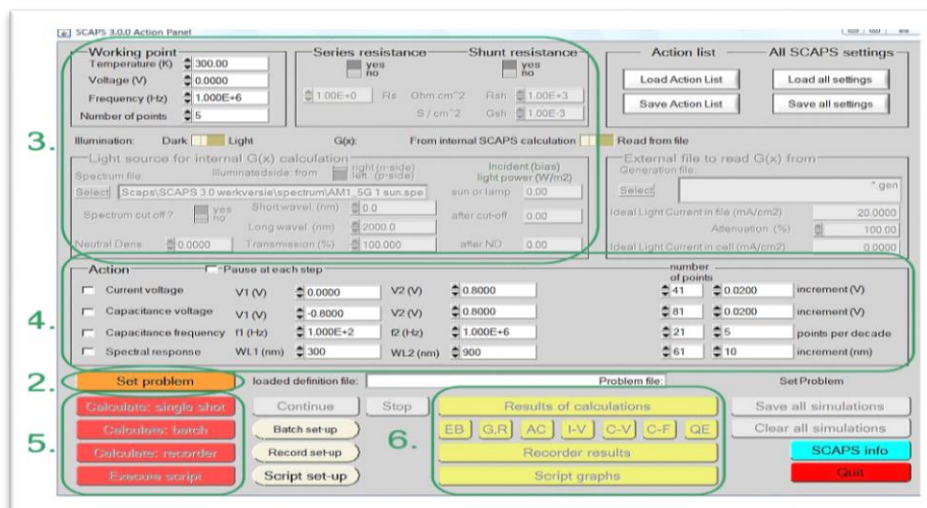 SCAPS 3.0.0 Action Panel
Working point
Temperature (K) 300.00
Voltage (V) 0.0000
Frequency (Hz) 1.000E+6
Number of points 5
Series resistance
yes
no
1.00E+0 Rs Ohm.cm^2
Shunt resistance
yes
no
Rsh 1.00E+3
S / cm^2 Gsh 1.00E-3
Action list
Load Action List
Save Action List
All SCAPS settings
Load all settings
Save all settings
3.
Illumination: Dark Light G(x): From internal SCAPS calculation Read from file
Light source for internal G(x) calculation
Spectrum file: Illuminatedside: from right (n-side)
left (p-side)
Incident (bias)
light power (W/m2)
Select Scaps\SCAPS 3.0 werkversie\spectrum\AM1_5G 1 sun.spe sun or lamp 0.00
Spectrum cut off ? yes
no
Shortwavel. (nm) 0.0
after cut-off 0.00
Long wavel. (nm) 2000.0
Neutral Dens 0.0000 Transmission (%) 100.000 after ND 0.00
External file to read G(x) from
Generation file:
Select *.gen
Ideal Light Current in file (mA/cm2) 20.0000
Attenuation (%) 100.00
Ideal Light Current in cell (mA/cm2) 0.0000
4.
Action Pause at each step number
of points
Current voltage V1 (V) 0.0000 V2 (V) 0.8000 41 0.0200 increment (V)
Capacitance voltage V1 (V) -0.8000 V2 (V) 0.8000 81 0.0200 increment (V)
Capacitance frequency f1 (Hz) 1.000E+2 f2 (Hz) 1.000E+6 21 5 points per decade
Spectral response WL1 (nm) 300 WL2 (nm) 900 61 10 increment (nm)
2.
Set problem loaded definition file: Problem file: Set Problem
5.
Calculate: single shot Continue Stop
Calculate: batch Batch set-up
Calculate: recorder Record set-up
Execute script Script set-up
6.
Results of calculations
EB G,R AC I-V C-V C-F QE
Recorder results
Script graphs
Save all simulations
Clear all simulations
SCAPS info
Quit